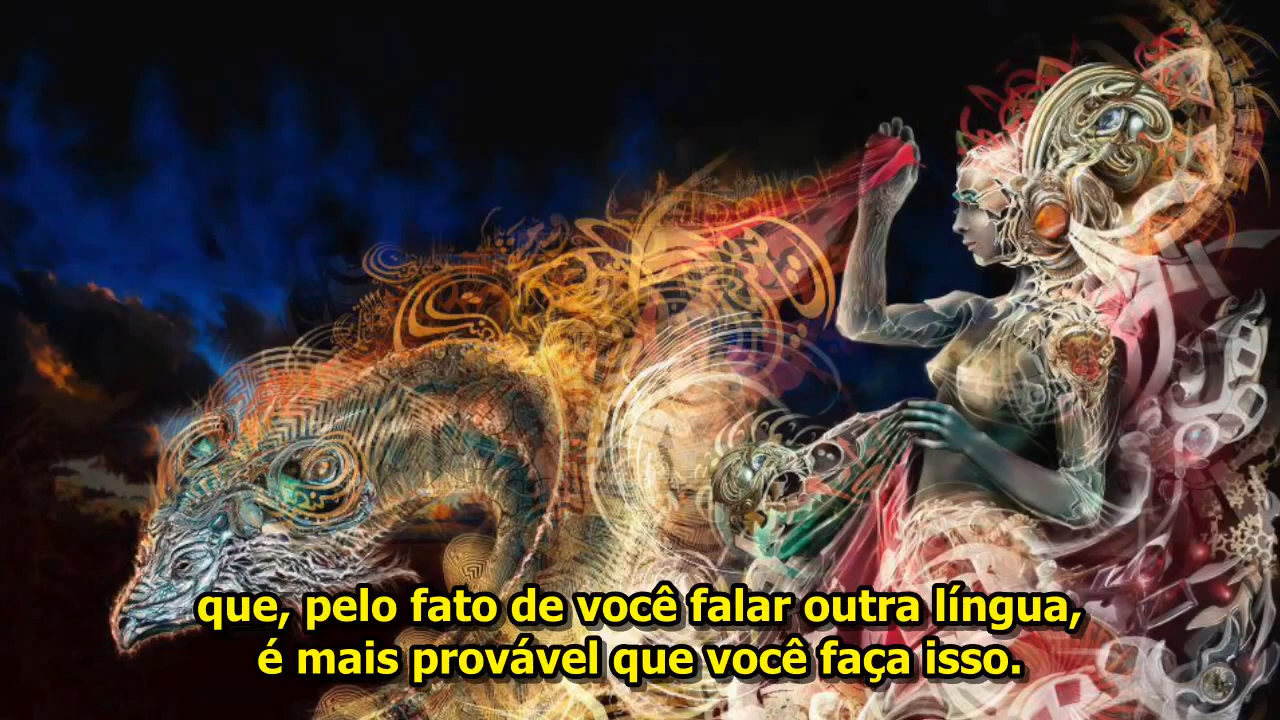 que, pelo fato de você falar outra língua,
é mais provável que você faça isso.